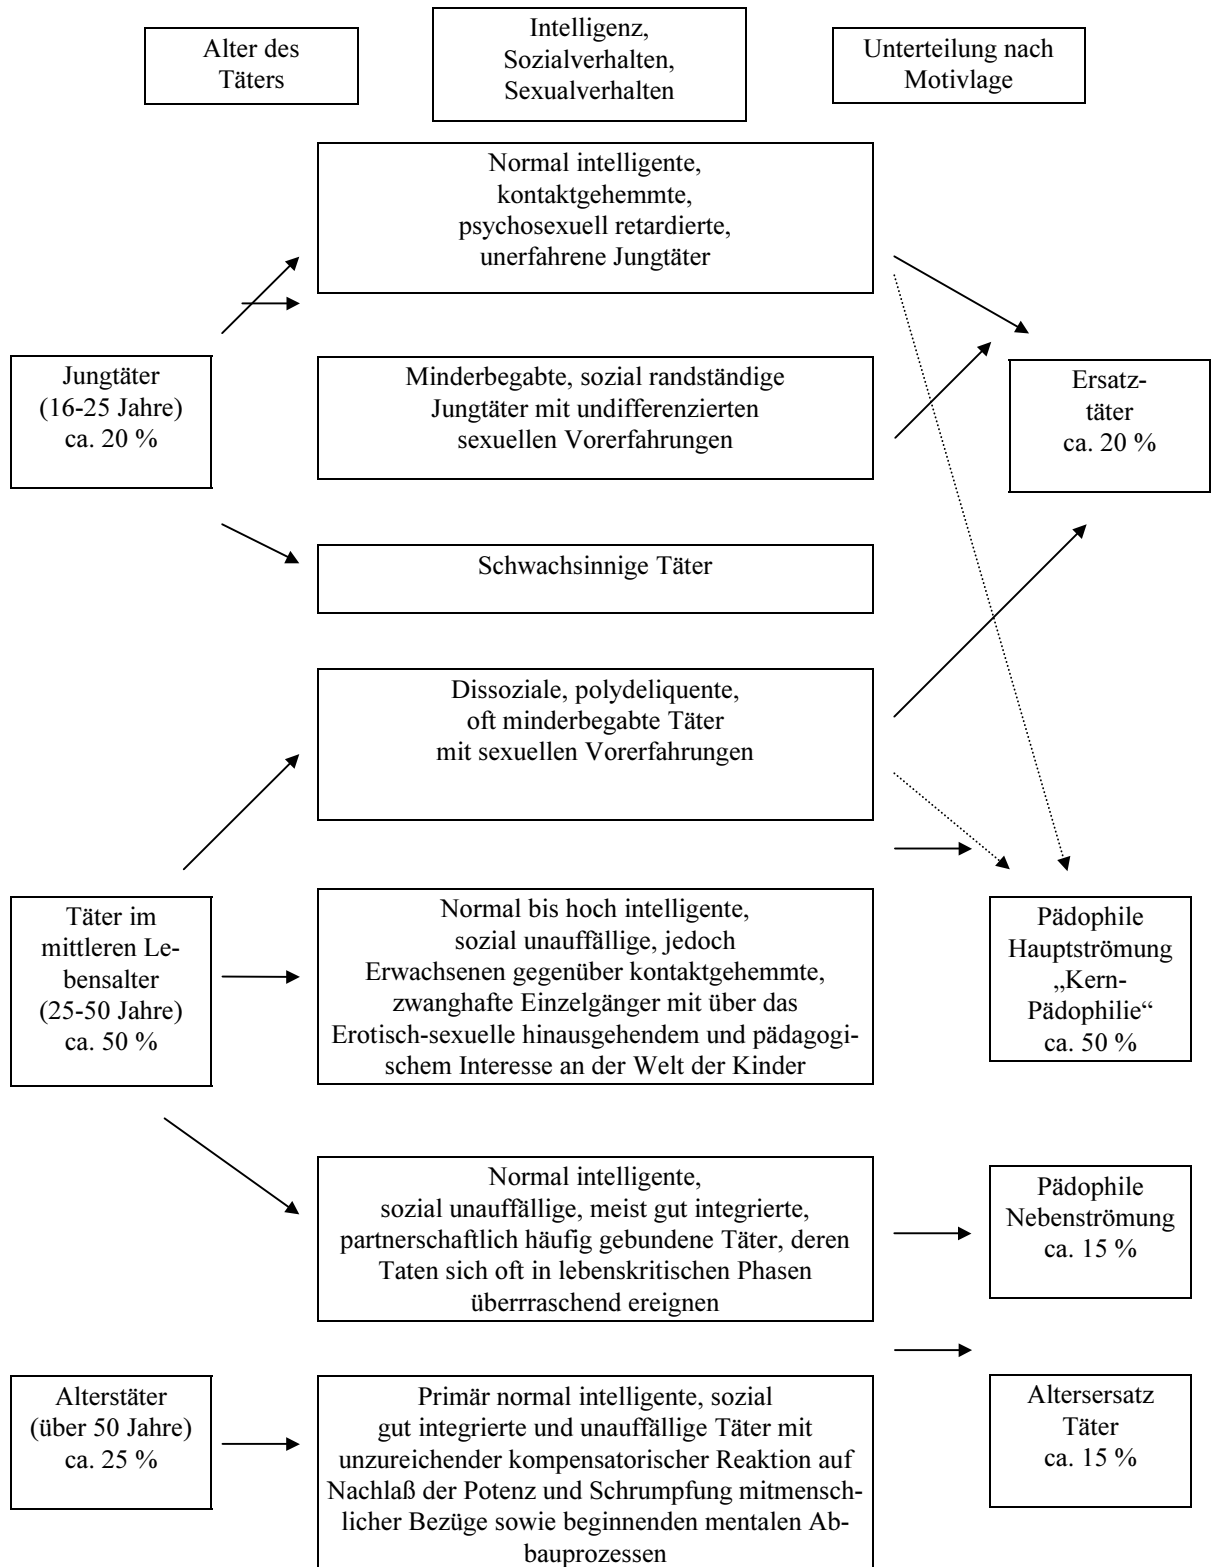 Alter des
Täters
Intelligenz,
Sozialverhalten,
Sexualverhalten
Unterteilung nach
Motivlage
Normal intelligente,
kontaktgehemmte,
psychosexuell retardierte,
unerfahrene Jungtäter
Jungtäter
(16-25 Jahre)
ca. 20 %
Minderbegabte, sozial randständige
Jungtäter mit undifferenzierten
sexuellen Vorerfahrungen
Ersatz-
täter
ca. 20 %
Schwachsinnige Täter
Dissoziale, polydeliquente,
oft minderbegabte Täter
mit sexuellen Vorerfahrungen
Täter im
mittleren Le-
bensalter
(25-50 Jahre)
ca. 50 %
Normal bis hoch intelligente,
sozial unauffällige, jedoch
Erwachsenen gegenüber kontaktgehemmte,
zwanghafte Einzelgänger mit über das
Erotisch-sexuelle hinausgehendem und pädagogi-
schem Interesse an der Welt der Kinder
Pädophile
Hauptströmung
„Kern-
Pädophilie“
ca. 50 %
Normal intelligente,
sozial unauffällige, meist gut integrierte,
partnerschaftlich häufig gebundene Täter, deren
Taten sich oft in lebenskritischen Phasen
überrraschend ereignen
Pädophile
Nebenströmung
ca. 15 %
Alterstäter
(über 50 Jahre)
ca. 25 %
Primär normal intelligente, sozial
gut integrierte und unauffällige Täter mit
unzureichender kompensatorischer Reaktion auf
Nachlaß der Potenz und Schrumpfung mitmensch-
licher Bezüge sowie beginnenden mentalen Ab-
bauprozessen
Altersersatz
Täter
ca. 15 %